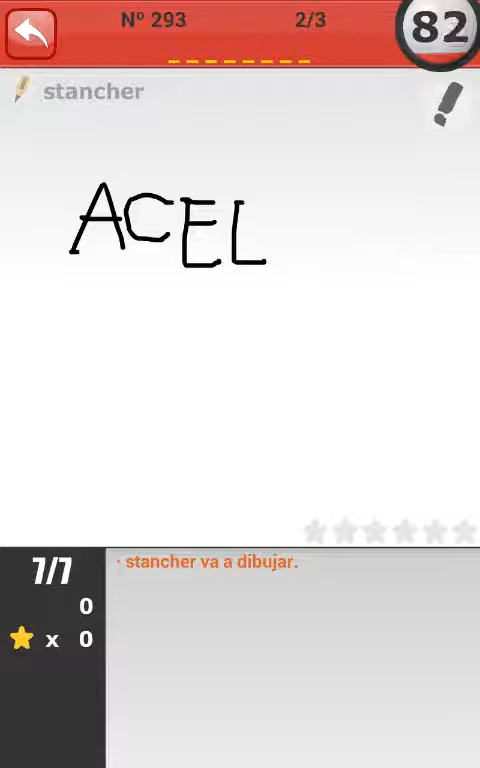 Nº 293 2/3 82
stancher
ACEL
7/7
· stancher va a dibujar.
0
x 0